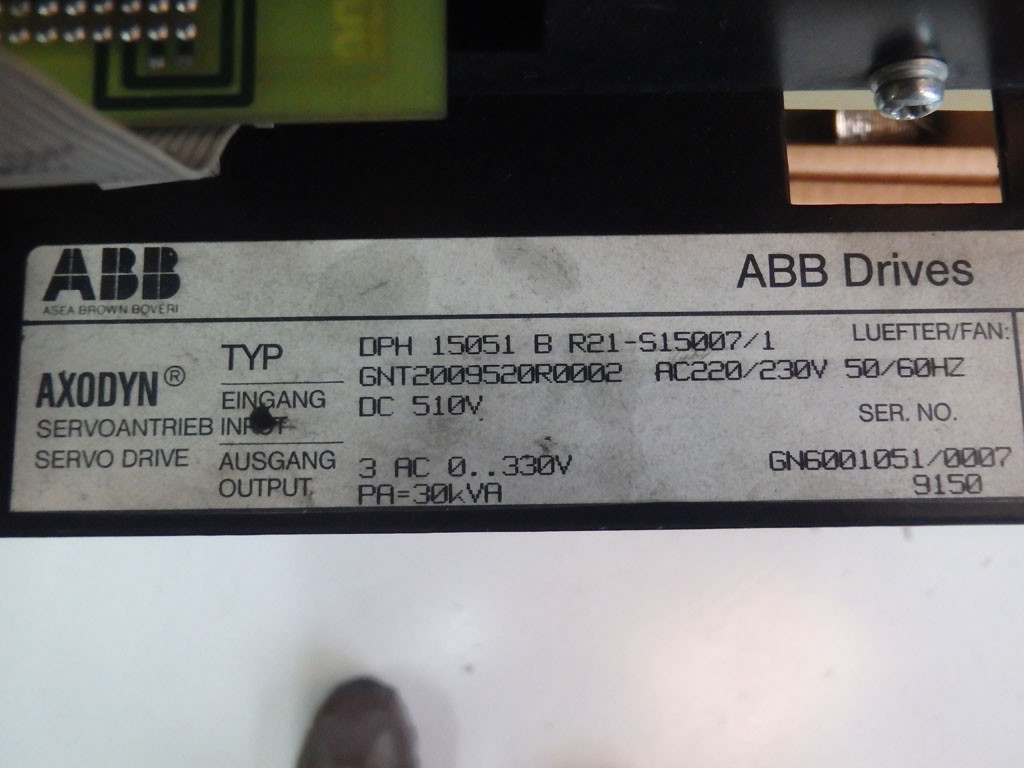 ABB
ASEA BROWN BOVERI
ABB Drives
AXODYN®
SERVOANTRIEB
SERVO DRIVE
TYP
DPH 15051 B R21-S15007/1
LUEFTER/FAN:
GNT2009520R0002 AC220/230V 50/60HZ
EINGANG
INPUT
DC 510V
SER. NO.
AUSGANG
OUTPUT
3 AC 0..330V
PA=30kVA
GN6001051/0007
9150